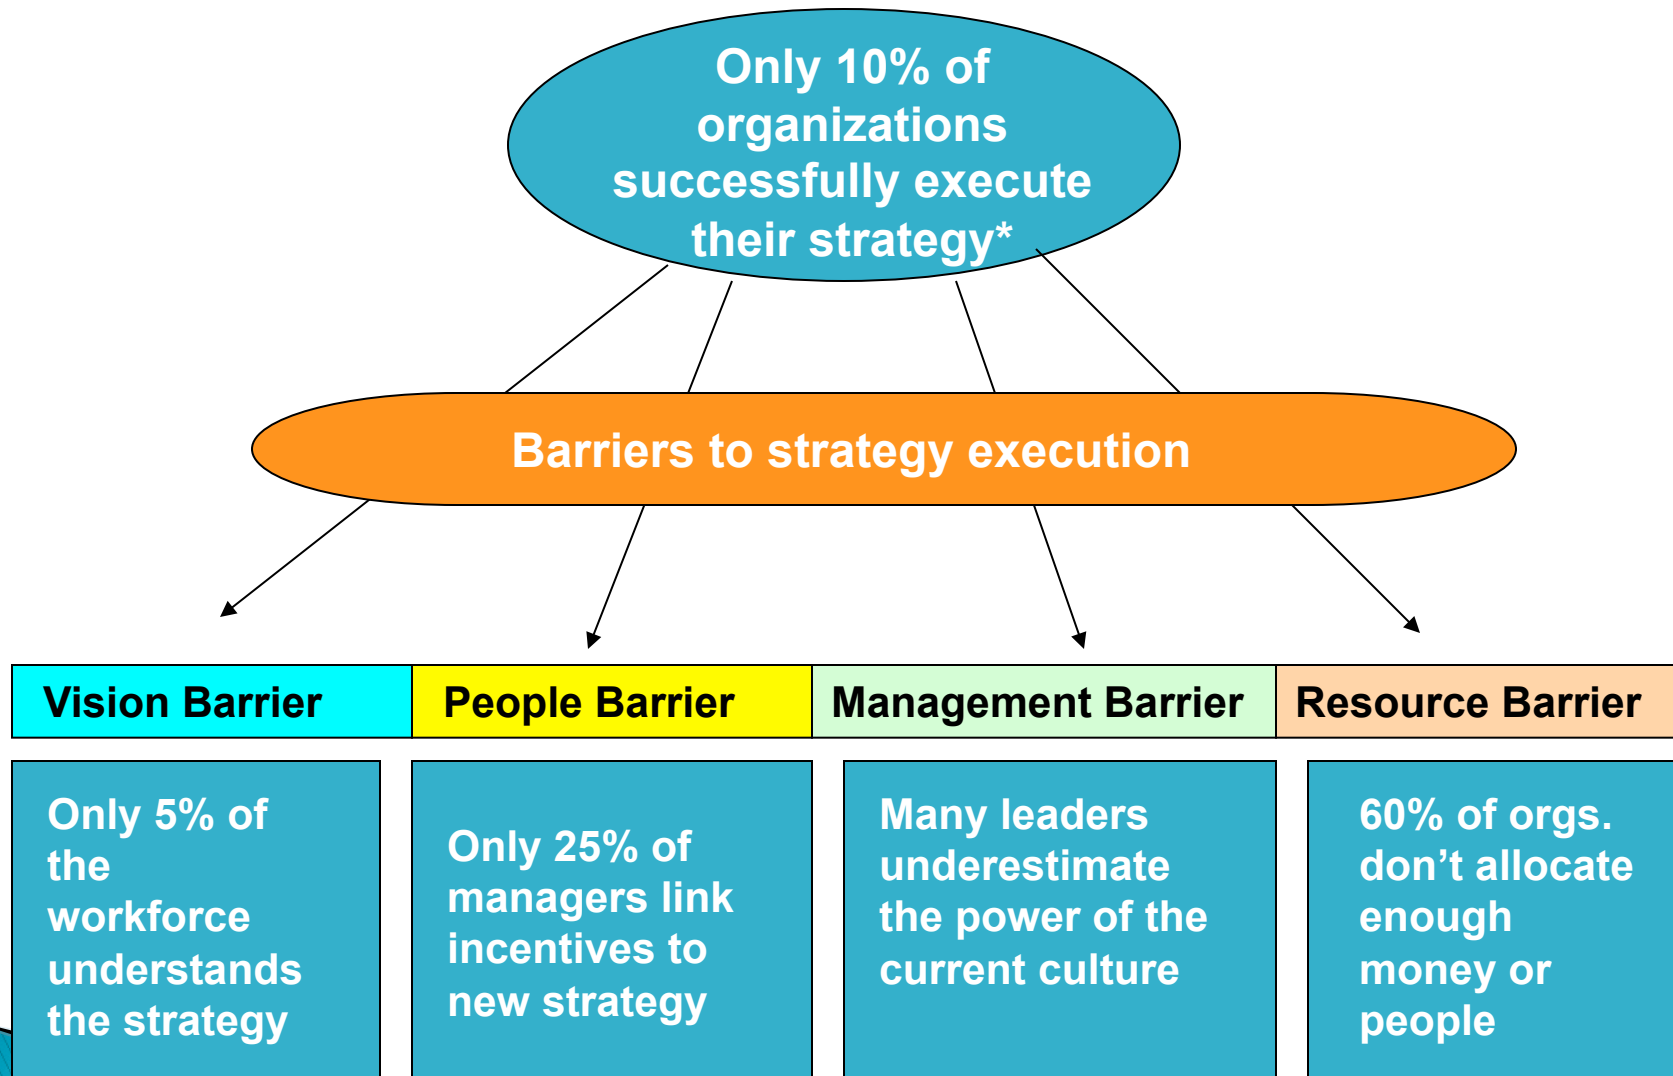 Only 10% of
organizations
successfully execute
their strategy*
Barriers to strategy execution
Vision Barrier
People Barrier
Management Barrier
Resource Barrier
Only 5% of
the
workforce
understands
the strategy
Only 25% of
managers link
incentives to
new strategy
Many leaders
underestimate
the power of the
current culture
60% of orgs.
don’t allocate
enough
money or
people